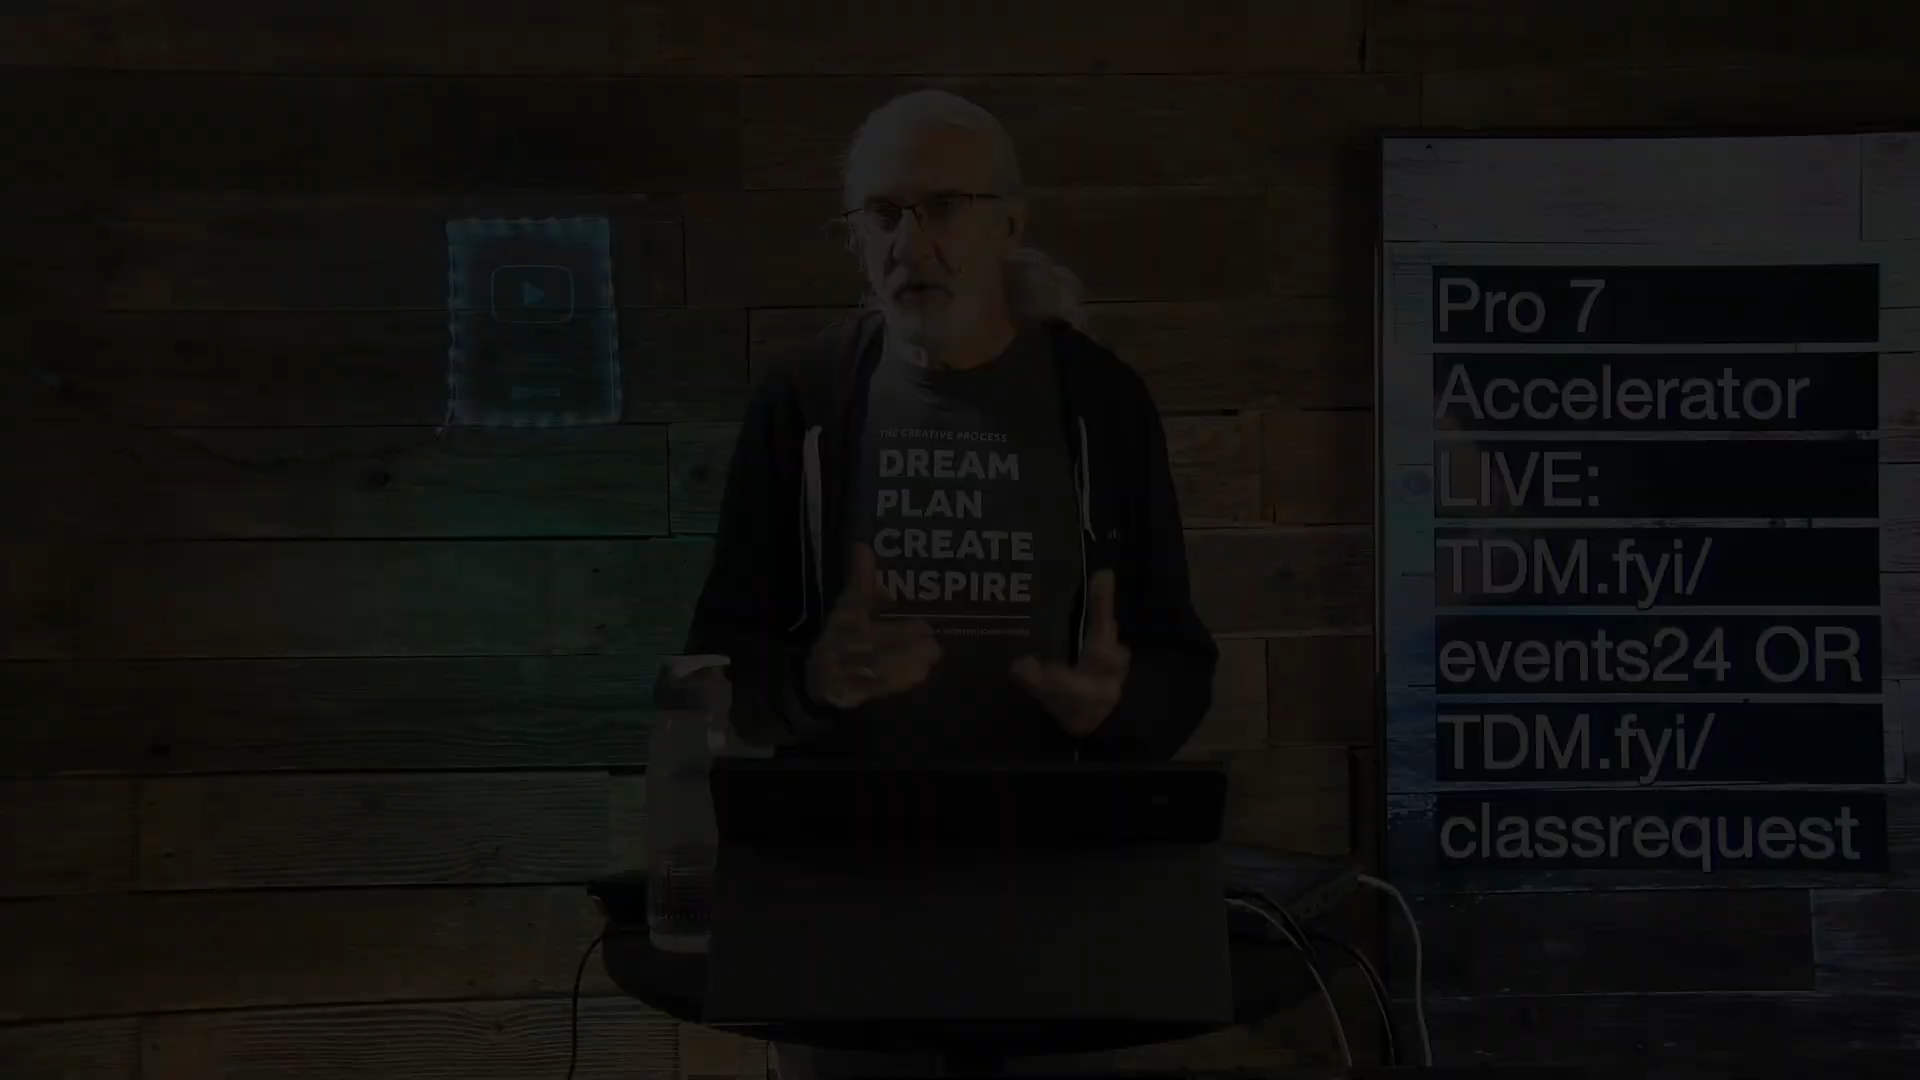 THE CREATIVE PROCESS
DREAM
PLAN
CREATE
INSPIRE
Pro 7
Accelerator
LIVE:
TDM.fyi/
events24 OR
TDM.fyi/
classrequest